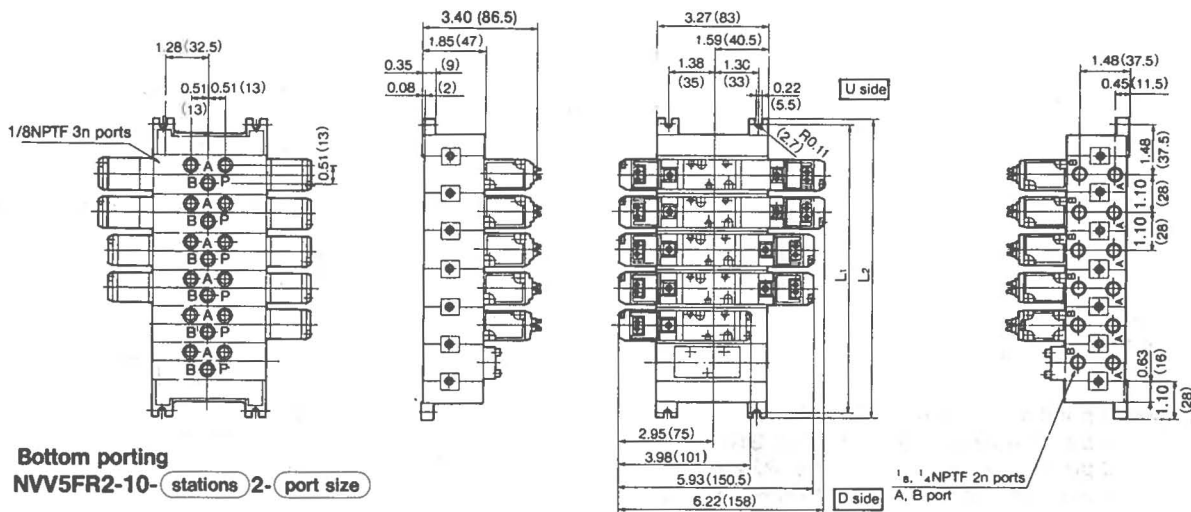 3.40 (86.5)
1.85(47)
0.35 (9)
0.08 (2)
1.28 (32.5)
0.51 0.51 (13)
(13)
0.51 (13)
1/8NPTF 3n ports
A
B P
A
B P
A
B P
A
B P
A
B P
A
B P
3.27 (83)
1.59 (40.5)
1.38 1.30
(35) (33)
0.22
(5.5)
R0.11
(2.7)
U side
L1
L2
2.95 (75)
3.98(101)
5.93(150.5)
6.22 (158)
D side
1.48(37.5)
0.45 (11.5)
1.48
(37.5)
1.10
(28)
1.10
(28)
0.63
(16)
1.10
(28)
B
A
B
A
B
A
B
A
B
A
B
A
1/8, 1/4NPTF 2n ports
A, B port
Bottom porting
NVV5FR2-10- stations 2- port size